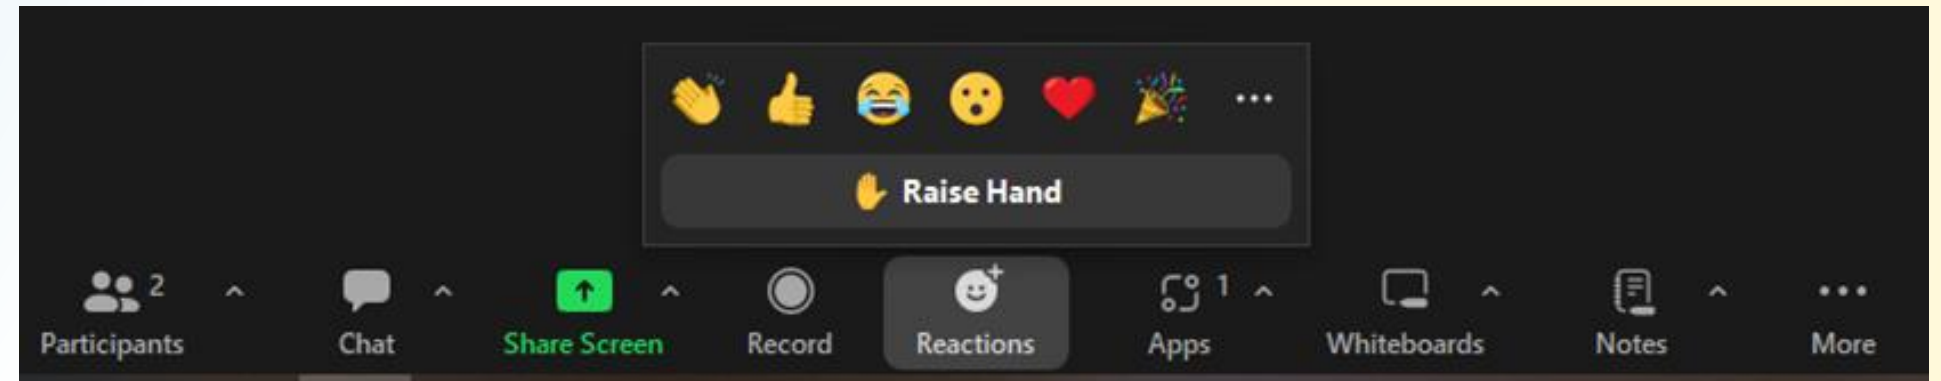 Raise Hand
2
1
Participants
Chat
Share Screen
Record
Reactions
Apps
Whiteboards
Notes
More